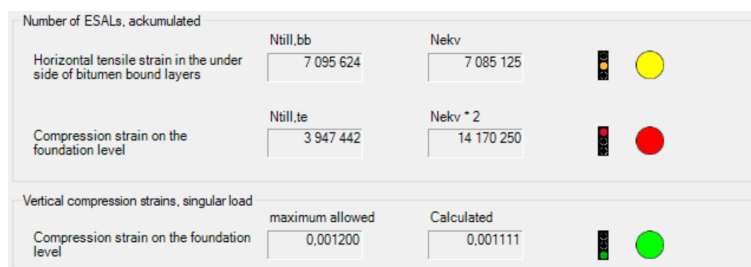 Number of ESALs, ackumulated
Ntill,bb Nekv
Horizontal tensile strain in the under 7 095 624 7 085 125
side of bitumen bound layers
Ntill,te Nekv * 2
Compression strain on the 3 947 442 14 170 250
foundation level
Vertical compression strains, singular load
maximum allowed Calculated
Compression strain on the foundation 0,001200 0,001111
level